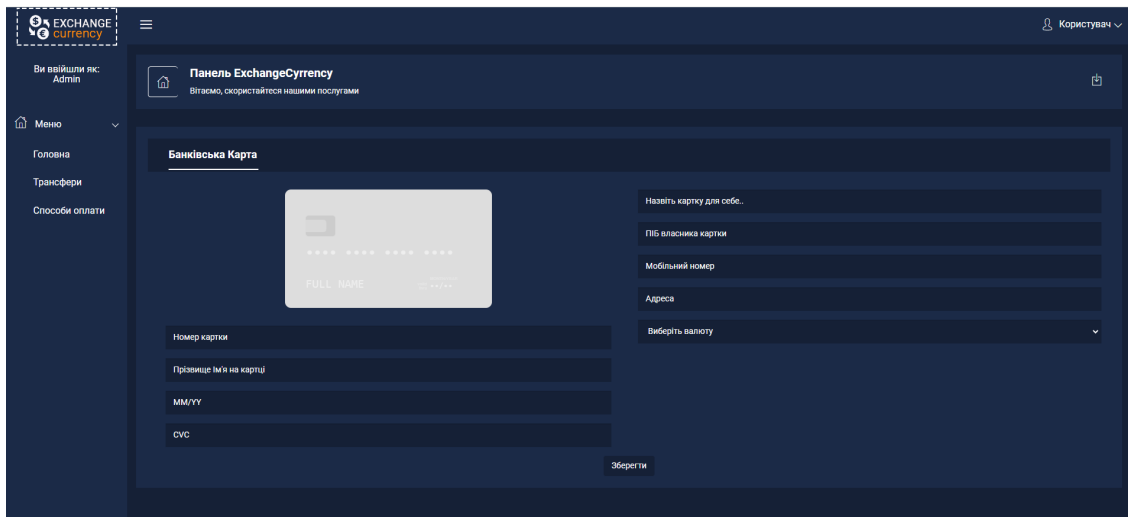 EXCHANGE
currency
Користувач
Ви ввійшли як:
Admin
Панель ExchangeCyrrency
Вітаємо, скористайтеся нашими послугами
Меню
Головна
Трансфери
Способи оплати
Банківська Карта
**** **** **** ****
FULL NAME
**/**
Номер картки
Прізвище Ім'я на картці
MM/YY
CVC
Назвіть картку для себе..
ПІБ власника картки
Мобільний номер
Адреса
Виберіть валюту
Зберегти